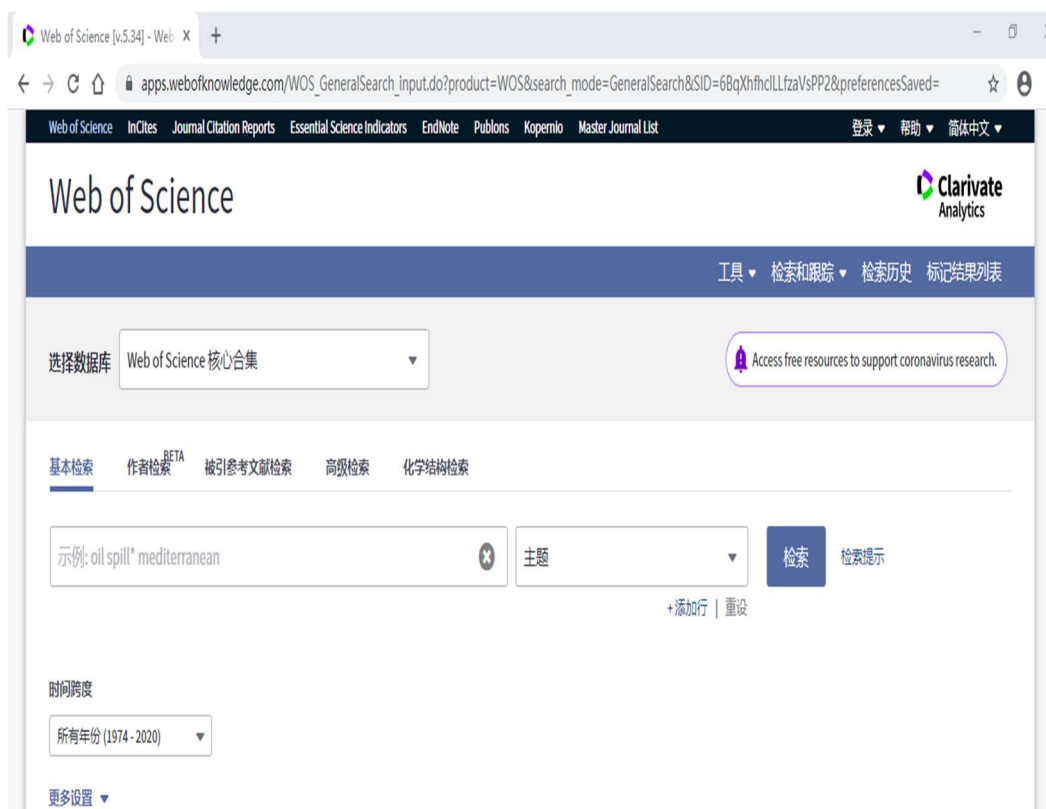 Web of Science [v.5.34] - Web
apps.webofknowledge.com/WOS_GeneralSearch_input.do?product=WOS&search_mode=GeneralSearch&SID=6BqXhfhclLLfzaVsPP2&preferencesSaved=
Web of Science InCites Journal Citation Reports Essential Science Indicators EndNote Publons Kopernio Master Journal List 登录 帮助 简体中文
Web of Science
Clarivate
Analytics
工具 检索和跟踪 检索历史 标记结果列表
选择数据库 Web of Science 核心合集
Access free resources to support coronavirus research.
基本检索 作者检索 BETA 被引参考文献检索 高级检索 化学结构检索
示例: oil spill* mediterranean 主题 检索 检索提示
+添加行 | 重设
时间跨度
所有年份 (1974 - 2020)
更多设置